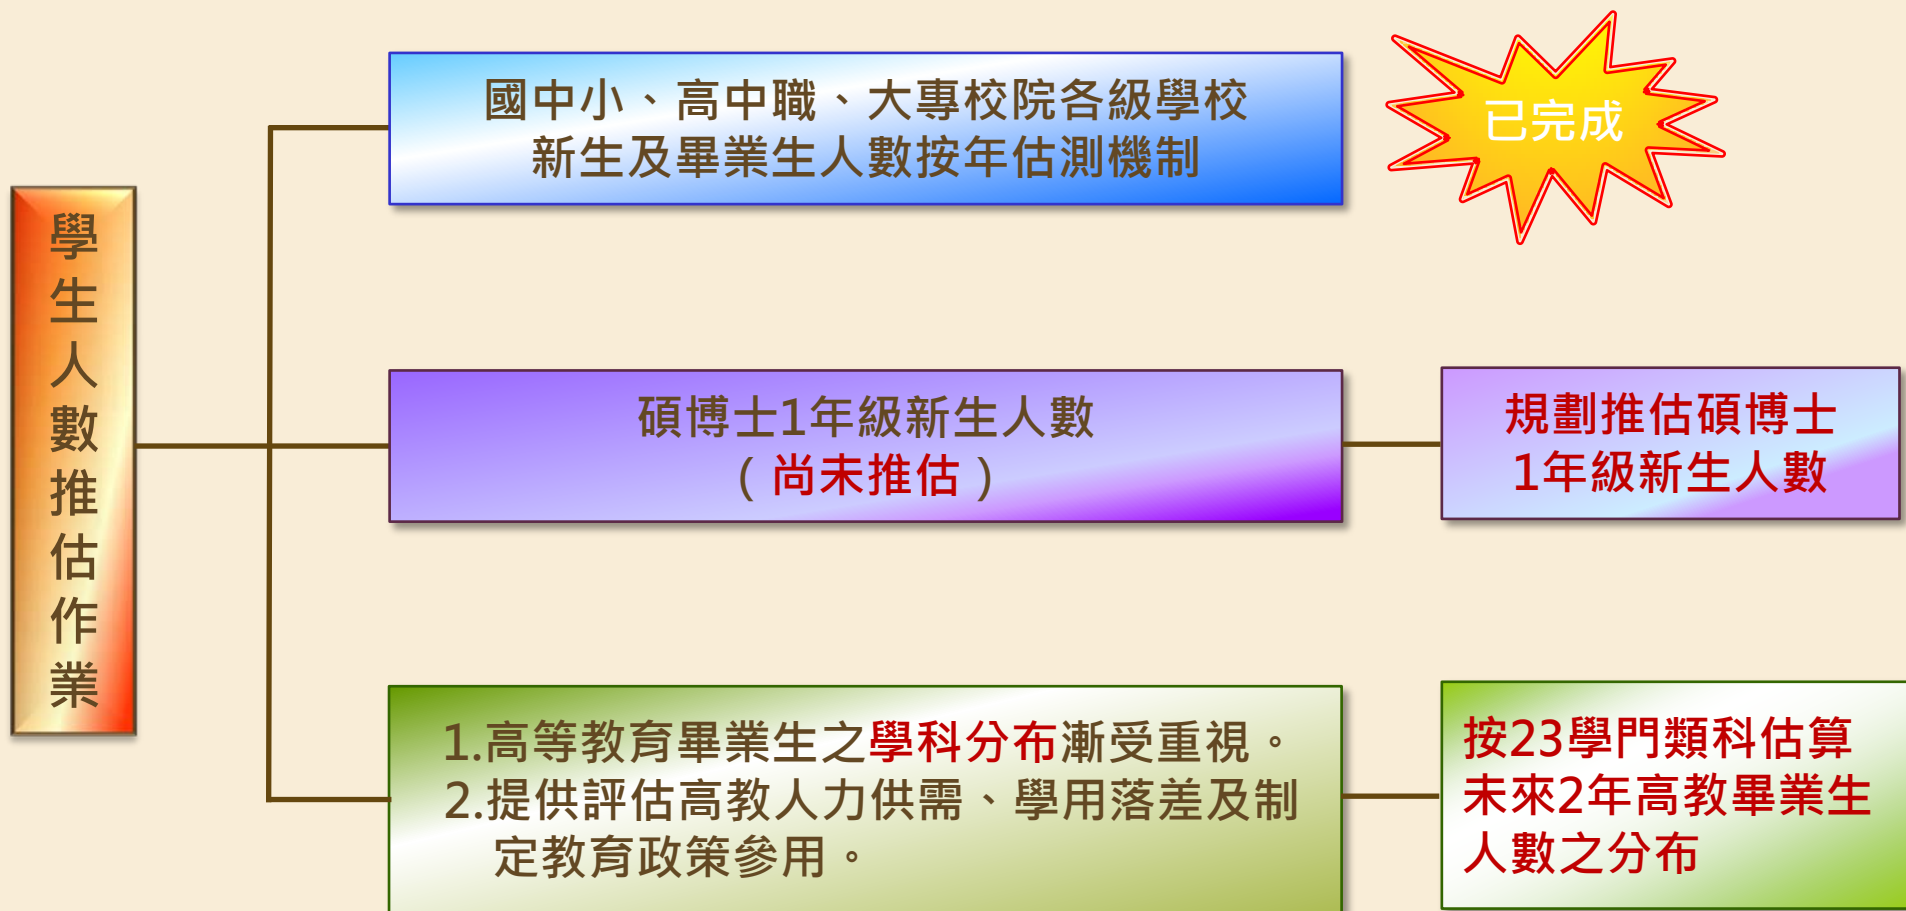 學生人數推估作業
國中小、高中職、大專校院各級學校
新生及畢業生人數按年估測機制
已完成
碩博士1年級新生人數
（尚未推估）
規劃推估碩博士
1年級新生人數
1.高等教育畢業生之學科分布漸受重視。
2.提供評估高教人力供需、學用落差及制
定教育政策參用。
按23學門類科估算
未來2年高教畢業生
人數之分布